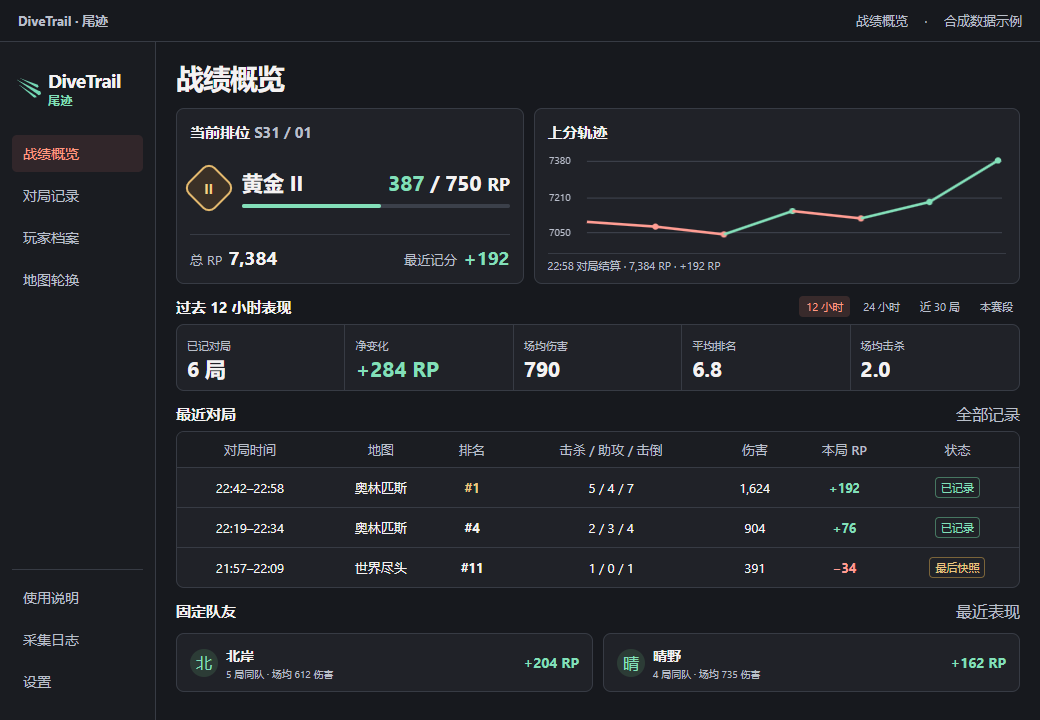 DiveTrail · 尾迹
战绩概览 · 合成数据示例
DiveTrail
尾迹
战绩概览
对局记录
玩家档案
地图轮换
使用说明
采集日志
设置
战绩概览
当前排位 S31 / 01
II
黄金 II
387 / 750 RP
总 RP 7,384
最近记分 +192
上分轨迹
7380
7210
7050
22:58 对局结算 · 7,384 RP · +192 RP
过去 12 小时表现
12 小时 24 小时 近 30 局 本赛段
已记对局 净变化 场均伤害 平均排名 场均击杀
6 局 +284 RP 790 6.8 2.0
最近对局 全部记录
对局时间 地图 排名 击杀 / 助攻 / 击倒 伤害 本局 RP 状态
22:42–22:58 奥林匹斯 #1 5 / 4 / 7 1,624 +192 已记录
22:19–22:34 奥林匹斯 #4 2 / 3 / 4 904 +76 已记录
21:57–22:09 世界尽头 #11 1 / 0 / 1 391 −34 最后快照
固定队友 最近表现
北
北岸
5 局同队 · 场均 612 伤害
+204 RP
晴
晴野
4 局同队 · 场均 735 伤害
+162 RP